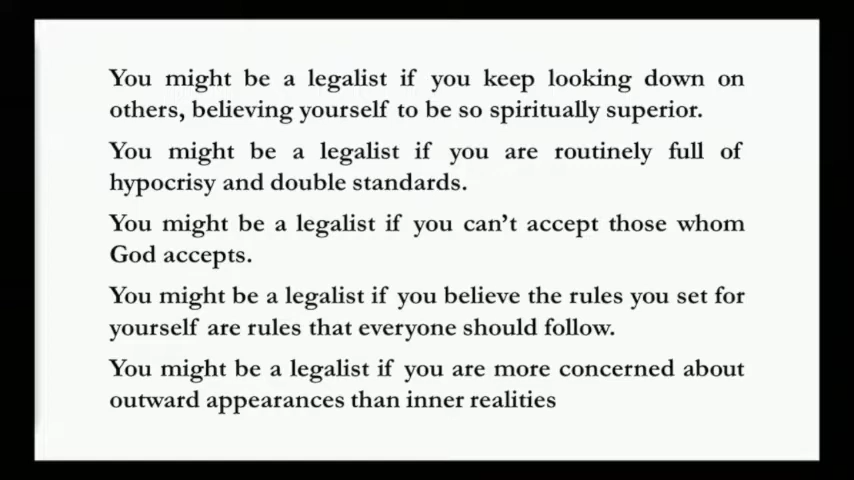 You might be a legalist if you keep looking down on
others, believing yourself to be so spiritually superior.
You might be a legalist if you are routinely full of
hypocrisy and double standards.
You might be a legalist if you can't accept those whom
God accepts.
You might be a legalist if you believe the rules you set for
yourself are rules that everyone should follow.
You might be a legalist if you are more concerned about
outward appearances than inner realities